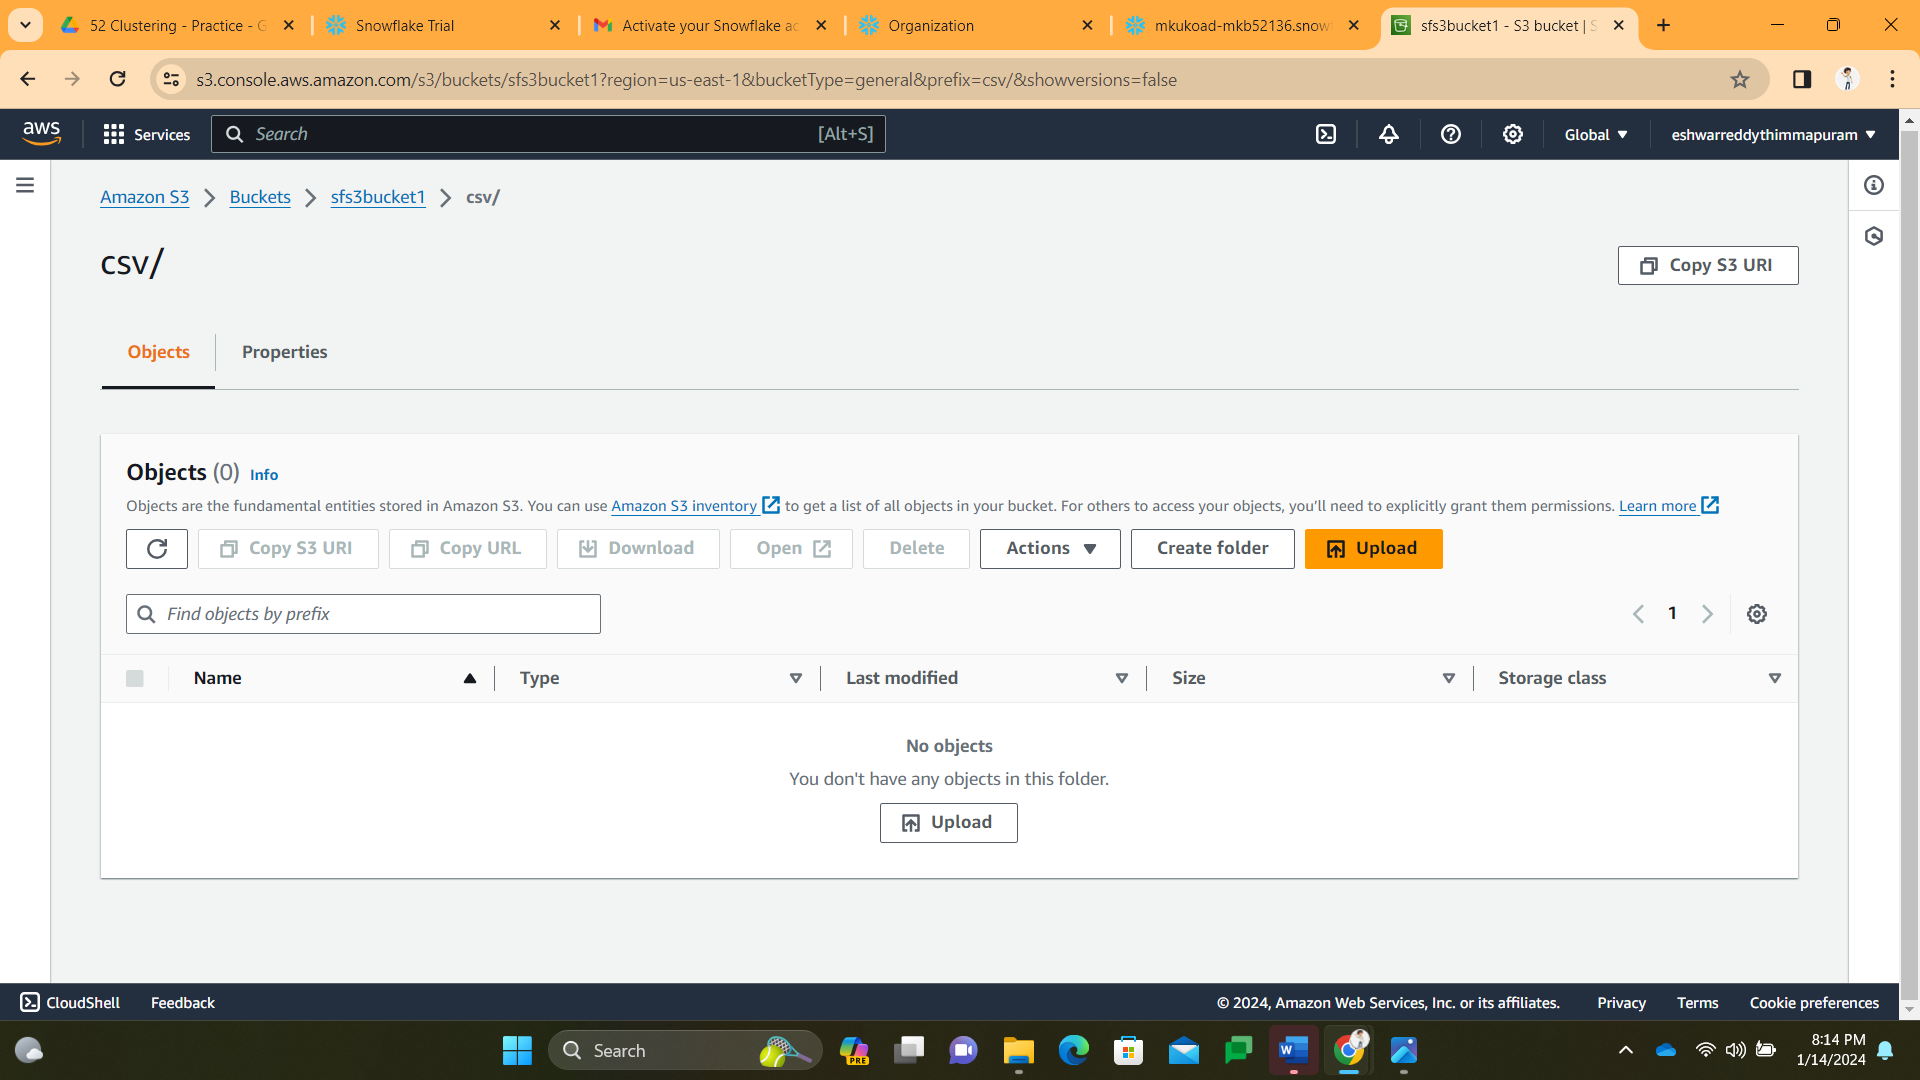 52 Clustering - Practice - G
Snowflake Trial
Activate your Snowflake ac
Organization
mkukoad-mkb52136.snow
sfs3bucket1 - S3 bucket | S
s3.console.aws.amazon.com/s3/buckets/sfs3bucket1?region=us-east-1&bucketType=general&prefix=csv/&showversions=false
aws
Services
Search
[Alt+S]
Global
eshwarreddythimmapuram
Amazon S3
Buckets
sfs3bucket1
csv/
csv/
Copy S3 URI
Objects
Properties
Objects (0) Info
Objects are the fundamental entities stored in Amazon S3. You can use Amazon S3 inventory to get a list of all objects in your bucket. For others to access your objects, you'll need to explicitly grant them permissions. Learn more
Copy S3 URI
Copy URL
Download
Open
Delete
Actions
Create folder
Upload
Find objects by prefix
1
Name
Type
Last modified
Size
Storage class
No objects
You don't have any objects in this folder.
Upload
CloudShell
Feedback
© 2024, Amazon Web Services, Inc. or its affiliates.
Privacy
Terms
Cookie preferences
Search
PRE
W
8:14 PM
1/14/2024